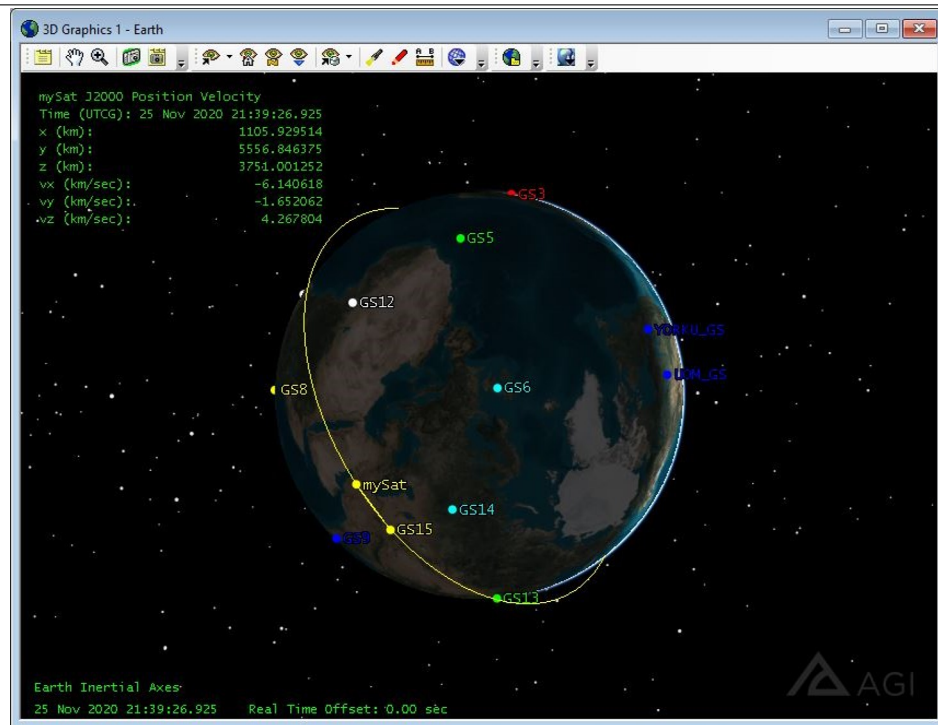 3D Graphics 1 - Earth
mySat J2000 Position Velocity
Time (UTCG): 25 Nov 2020 21:39:26.925
x (km): 1105.929514
y (km): 5556.846375
z (km): 3751.001252
vx (km/sec): -6.140618
vy (km/sec): -1.652062
vz (km/sec): 4.267804
GS3
GS5
GS12
GS8
GS6
mySat
GS14
GS15
GS13
Earth Inertial Axes
25 Nov 2020 21:39:26.925 Real Time Offset: 0.00 sec
AGI